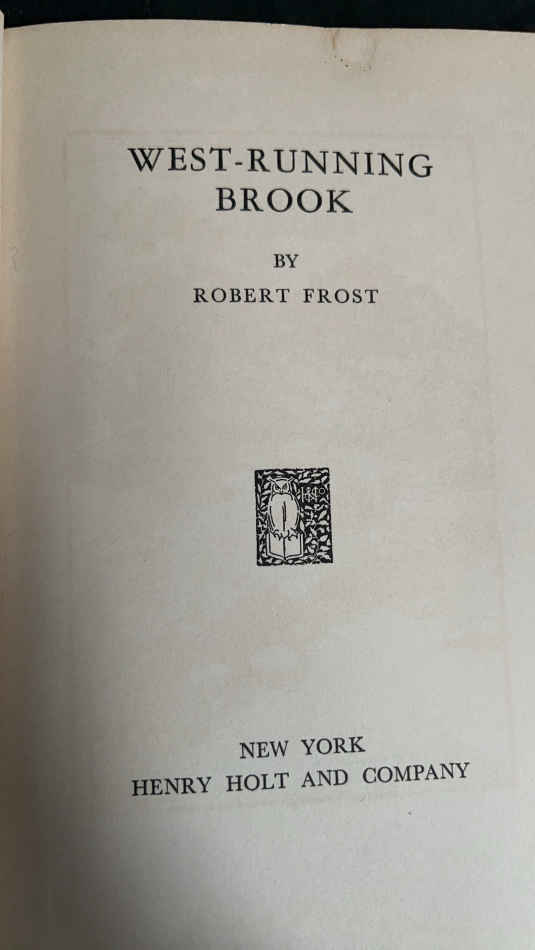 WEST-RUNNING
BROOK
BY
ROBERT FROST
NEW YORK
HENRY HOLT AND COMPANY